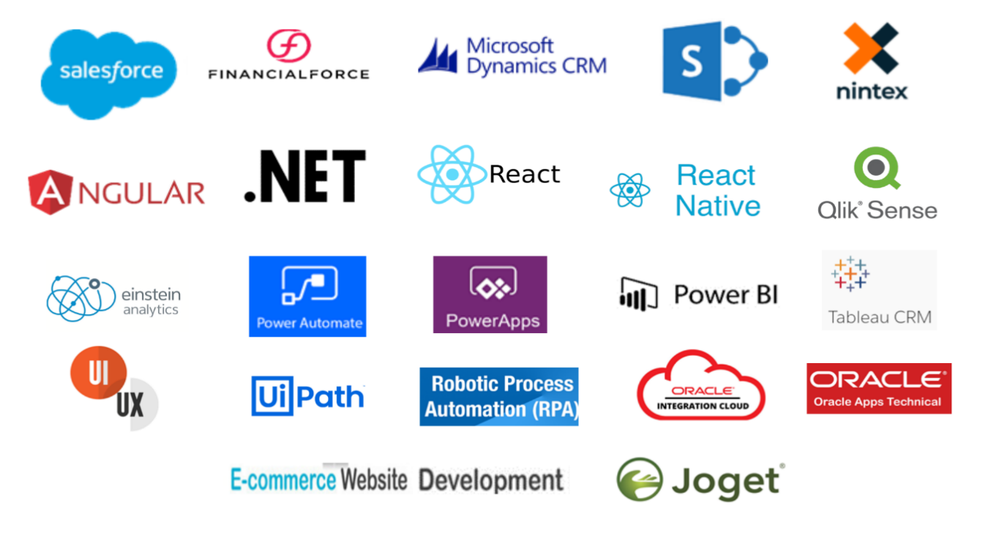 salesforce
FINANCIALFORCE
Microsoft
Dynamics CRM
S
nintex
ANGULAR
.NET
React
React
Native
Qlik® Sense
einstein
analytics
Power Automate
PowerApps
Power BI
Tableau CRM
UI
UX
UiPath
Robotic Process
Automation (RPA)
ORACLE®
INTEGRATION CLOUD
ORACLE®
Oracle Apps Technical
E-commerce Website Development
Joget®